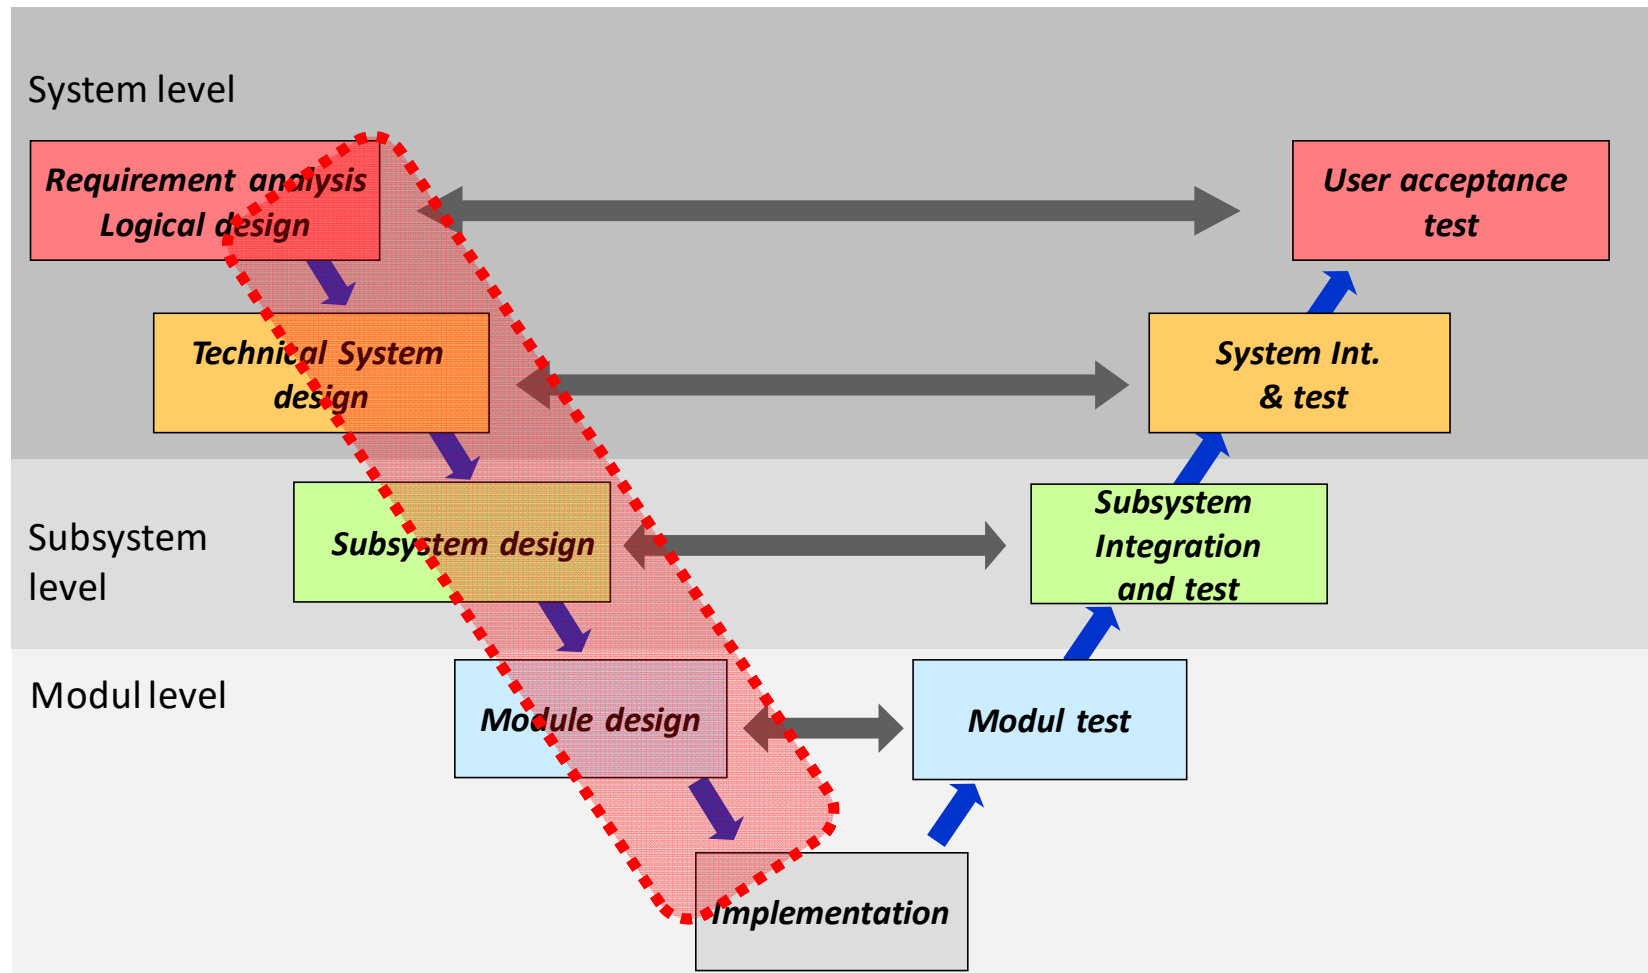 System level
Requirement analysis
Logical design
User acceptance
test
Technical System
design
System Int.
& test
Subsystem
level
Subsystem design
Subsystem
Integration
and test
Modul level
Module design
Modul test
Implementation